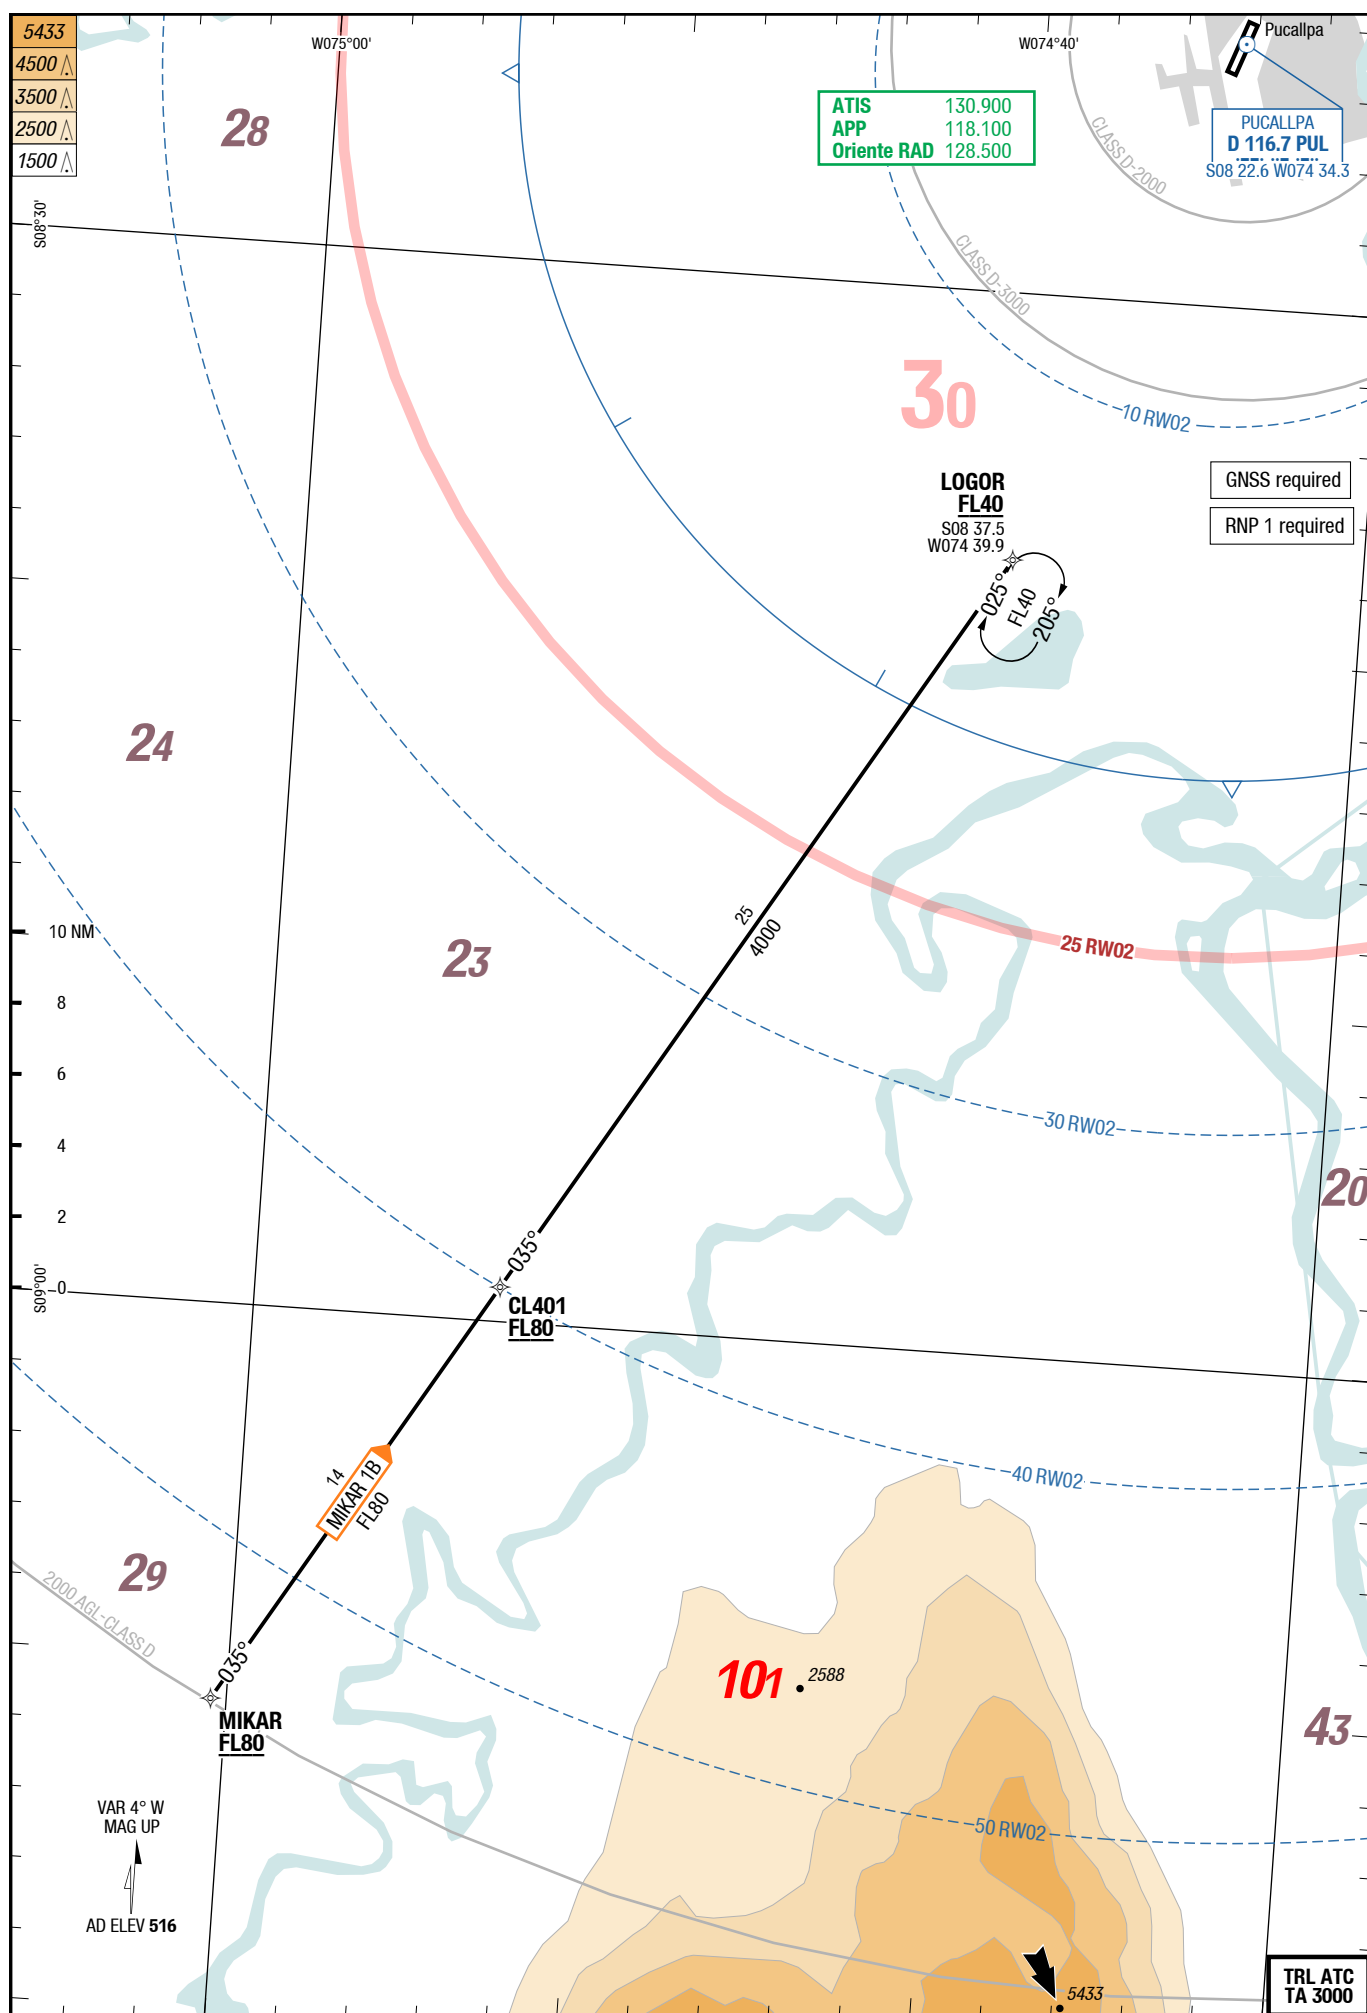 5433
4500
3500
2500
1500
W075°00'
W074°40'
Pucallpa
28
ATIS 130.900
APP 118.100
Oriente RAD 128.500
PUCALLPA
D 116.7 PUL
S08 22.6 W074 34.3
CLASS D-2000
CLASS D-3000
S08°30'
30
10 RW02
GNSS required
RNP 1 required
LOGOR
FL40
S08 37.5
W074 39.9
025°
FL40
205°
24
25
4000
23
25 RW02
10 NM
8
6
4
2
0
S09°00'
30 RW02
20
035°
CL401
FL80
40 RW02
14
MIKAR 1B
FL80
29
2000 AGL-CLASS D
035°
MIKAR
FL80
101
2588
43
50 RW02
VAR 4° W
MAG UP
AD ELEV 516
5433
TRL ATC
TA 3000